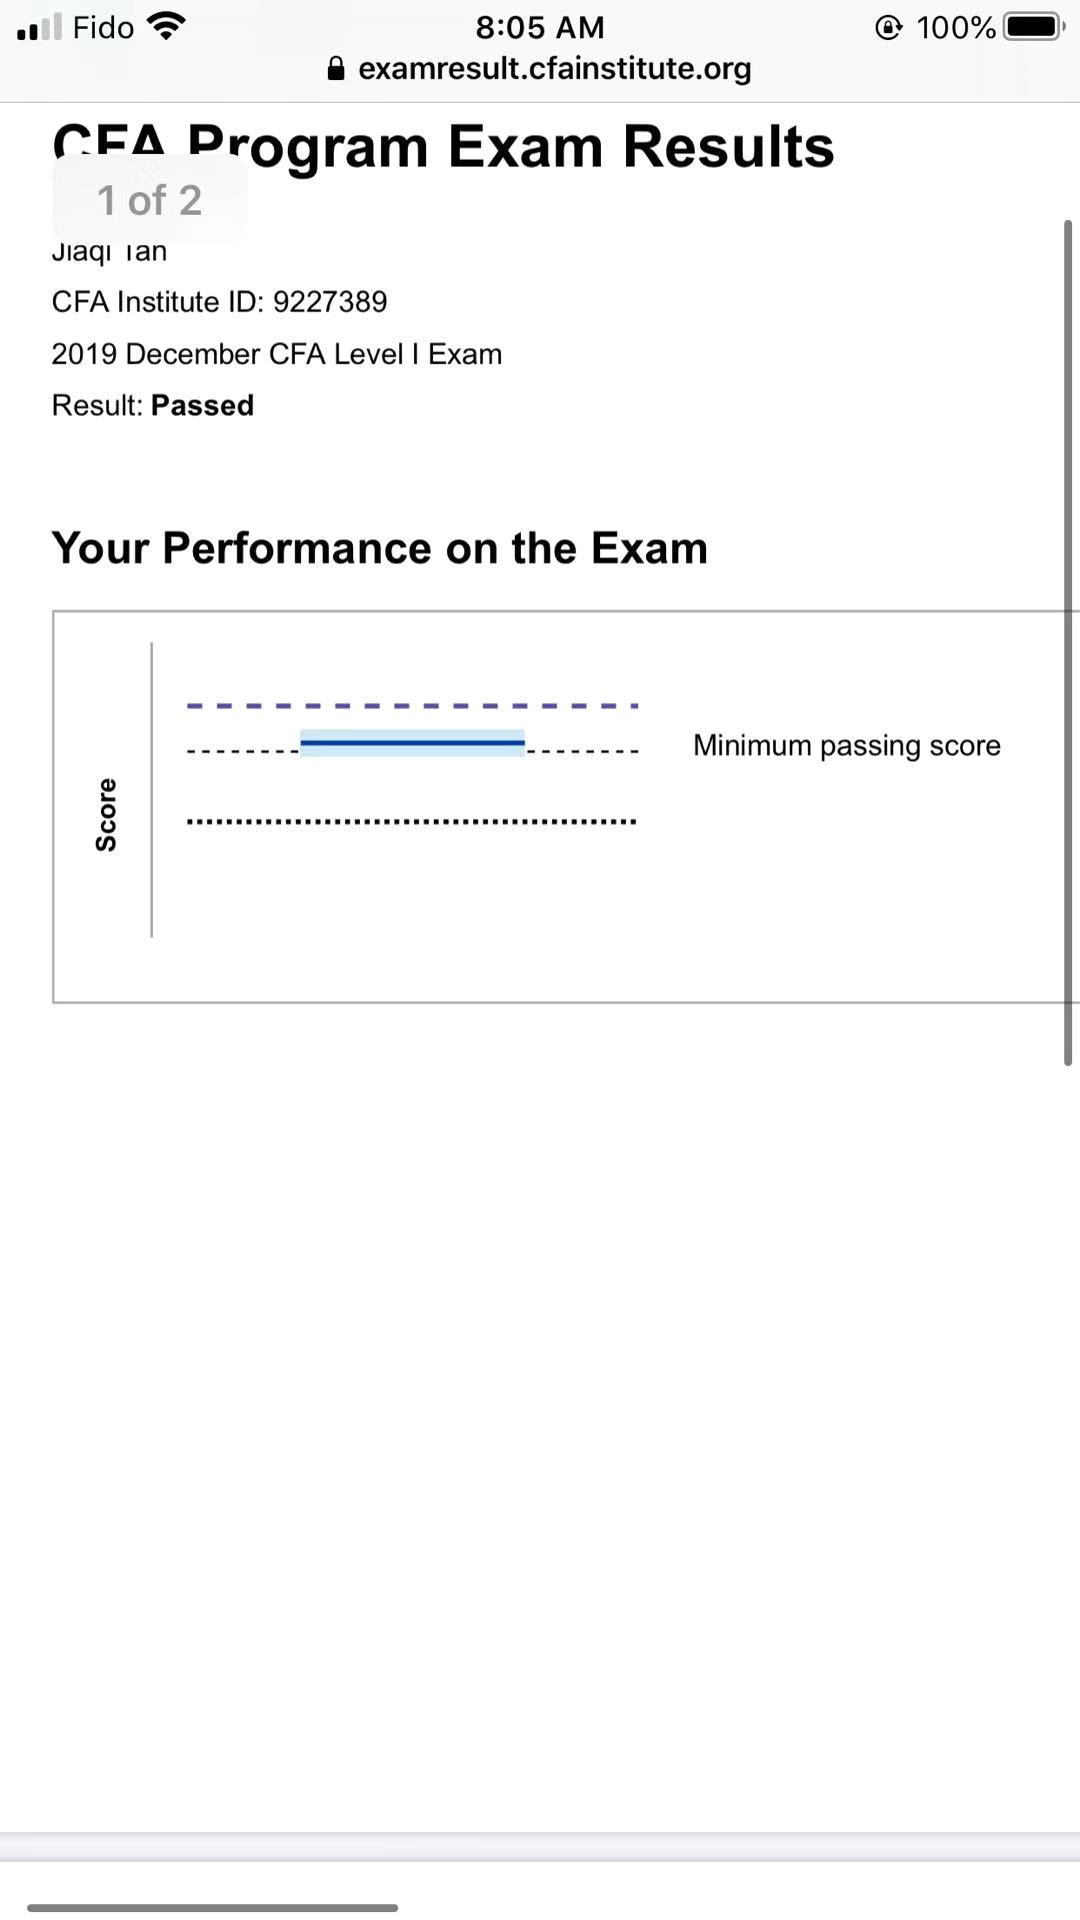 Fido
8:05 AM
100%
examresult.cfainstitute.org
CFA Program Exam Results
1 of 2
Jiaqi Tan
CFA Institute ID: 9227389
2019 December CFA Level I Exam
Result: Passed
Your Performance on the Exam
Score
Minimum passing score